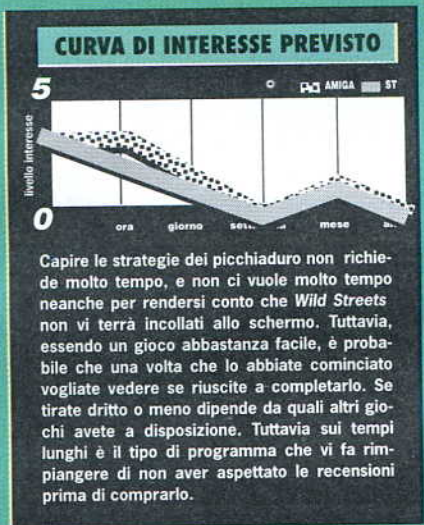 CURVA DI INTERESSE PREVISTO
5
© AMIGA ST
livello interesse
0
ora giorno mese
Capire le strategie dei picchiaduro non richie-
de molto tempo, e non ci vuole molto tempo
neanche per rendersi conto che Wild Streets
non vi terrà incollati allo schermo. Tuttavia,
essendo un gioco abbastanza facile, è proba-
bile che una volta che lo abbiate cominciato
vogliate vedere se riuscite a completarlo. Se
tirate dritto o meno dipende da quali altri gio-
chi avete a disposizione. Tuttavia sui tempi
lunghi è il tipo di programma che vi fa rim-
piangere di non aver aspettato le recensioni
prima di comprarlo.